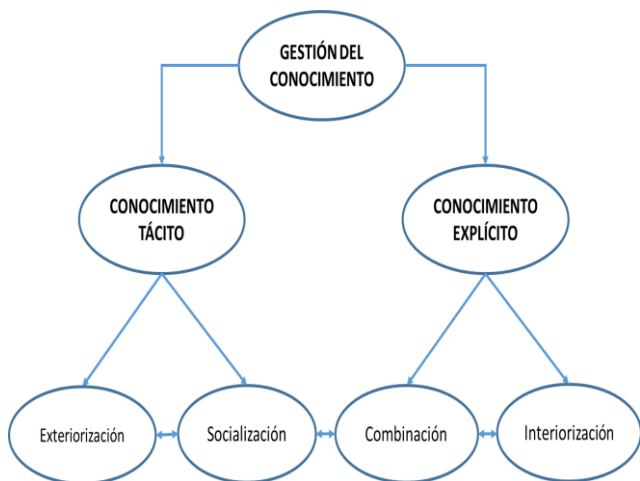 GESTIÓN DEL
CONOCIMIENTO
CONOCIMIENTO
TÁCITO
CONOCIMIENTO
EXPLÍCITO
Exteriorización
Socialización
Combinación
Interiorización